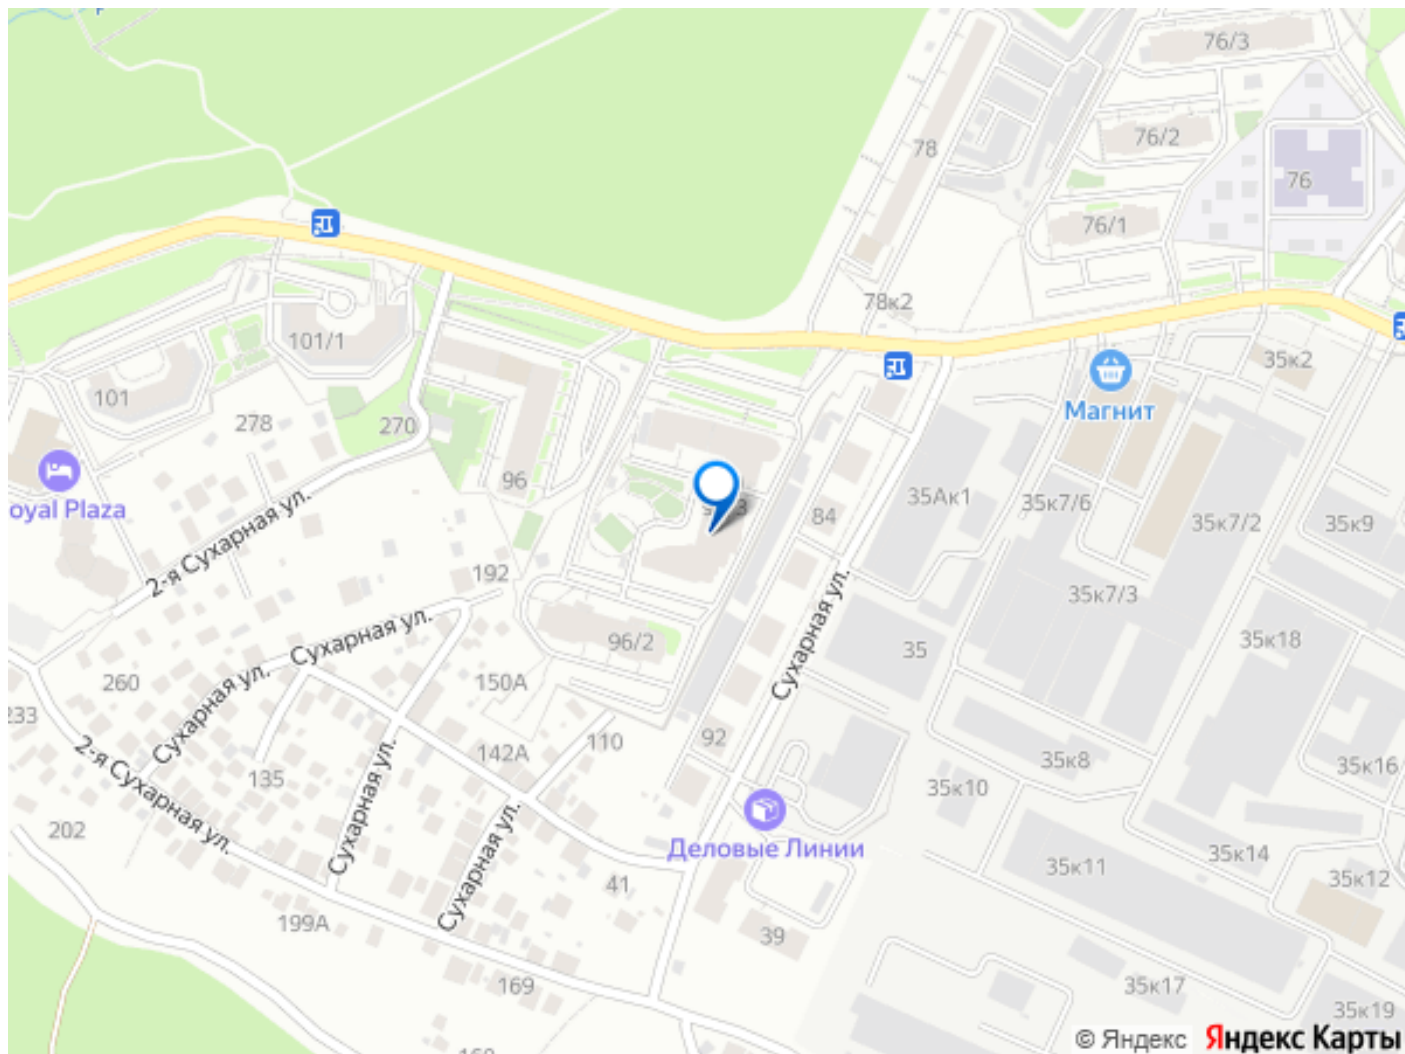 76/3
76/2
78
76
76/1
78к2
101/1
35к2
101
278
270
Магнит
96
oyal Plaza
35Ак1
84
35к7/6
35к7/2
35к9
2-я Сухарная ул.
192
35к7/3
Сухарная ул.
Сухарная ул.
96/2
35
35к18
260
Сухарная ул.
150А
233
110
92
142А
2-я Сухарная ул.
135
Сухарная ул.
35к8
35к16
35к10
202
Сухарная ул.
Деловые Линии
35к14
35к11
35к12
41
199А
39
169
35к17
35к19
© Яндекс
Яндекс Карты